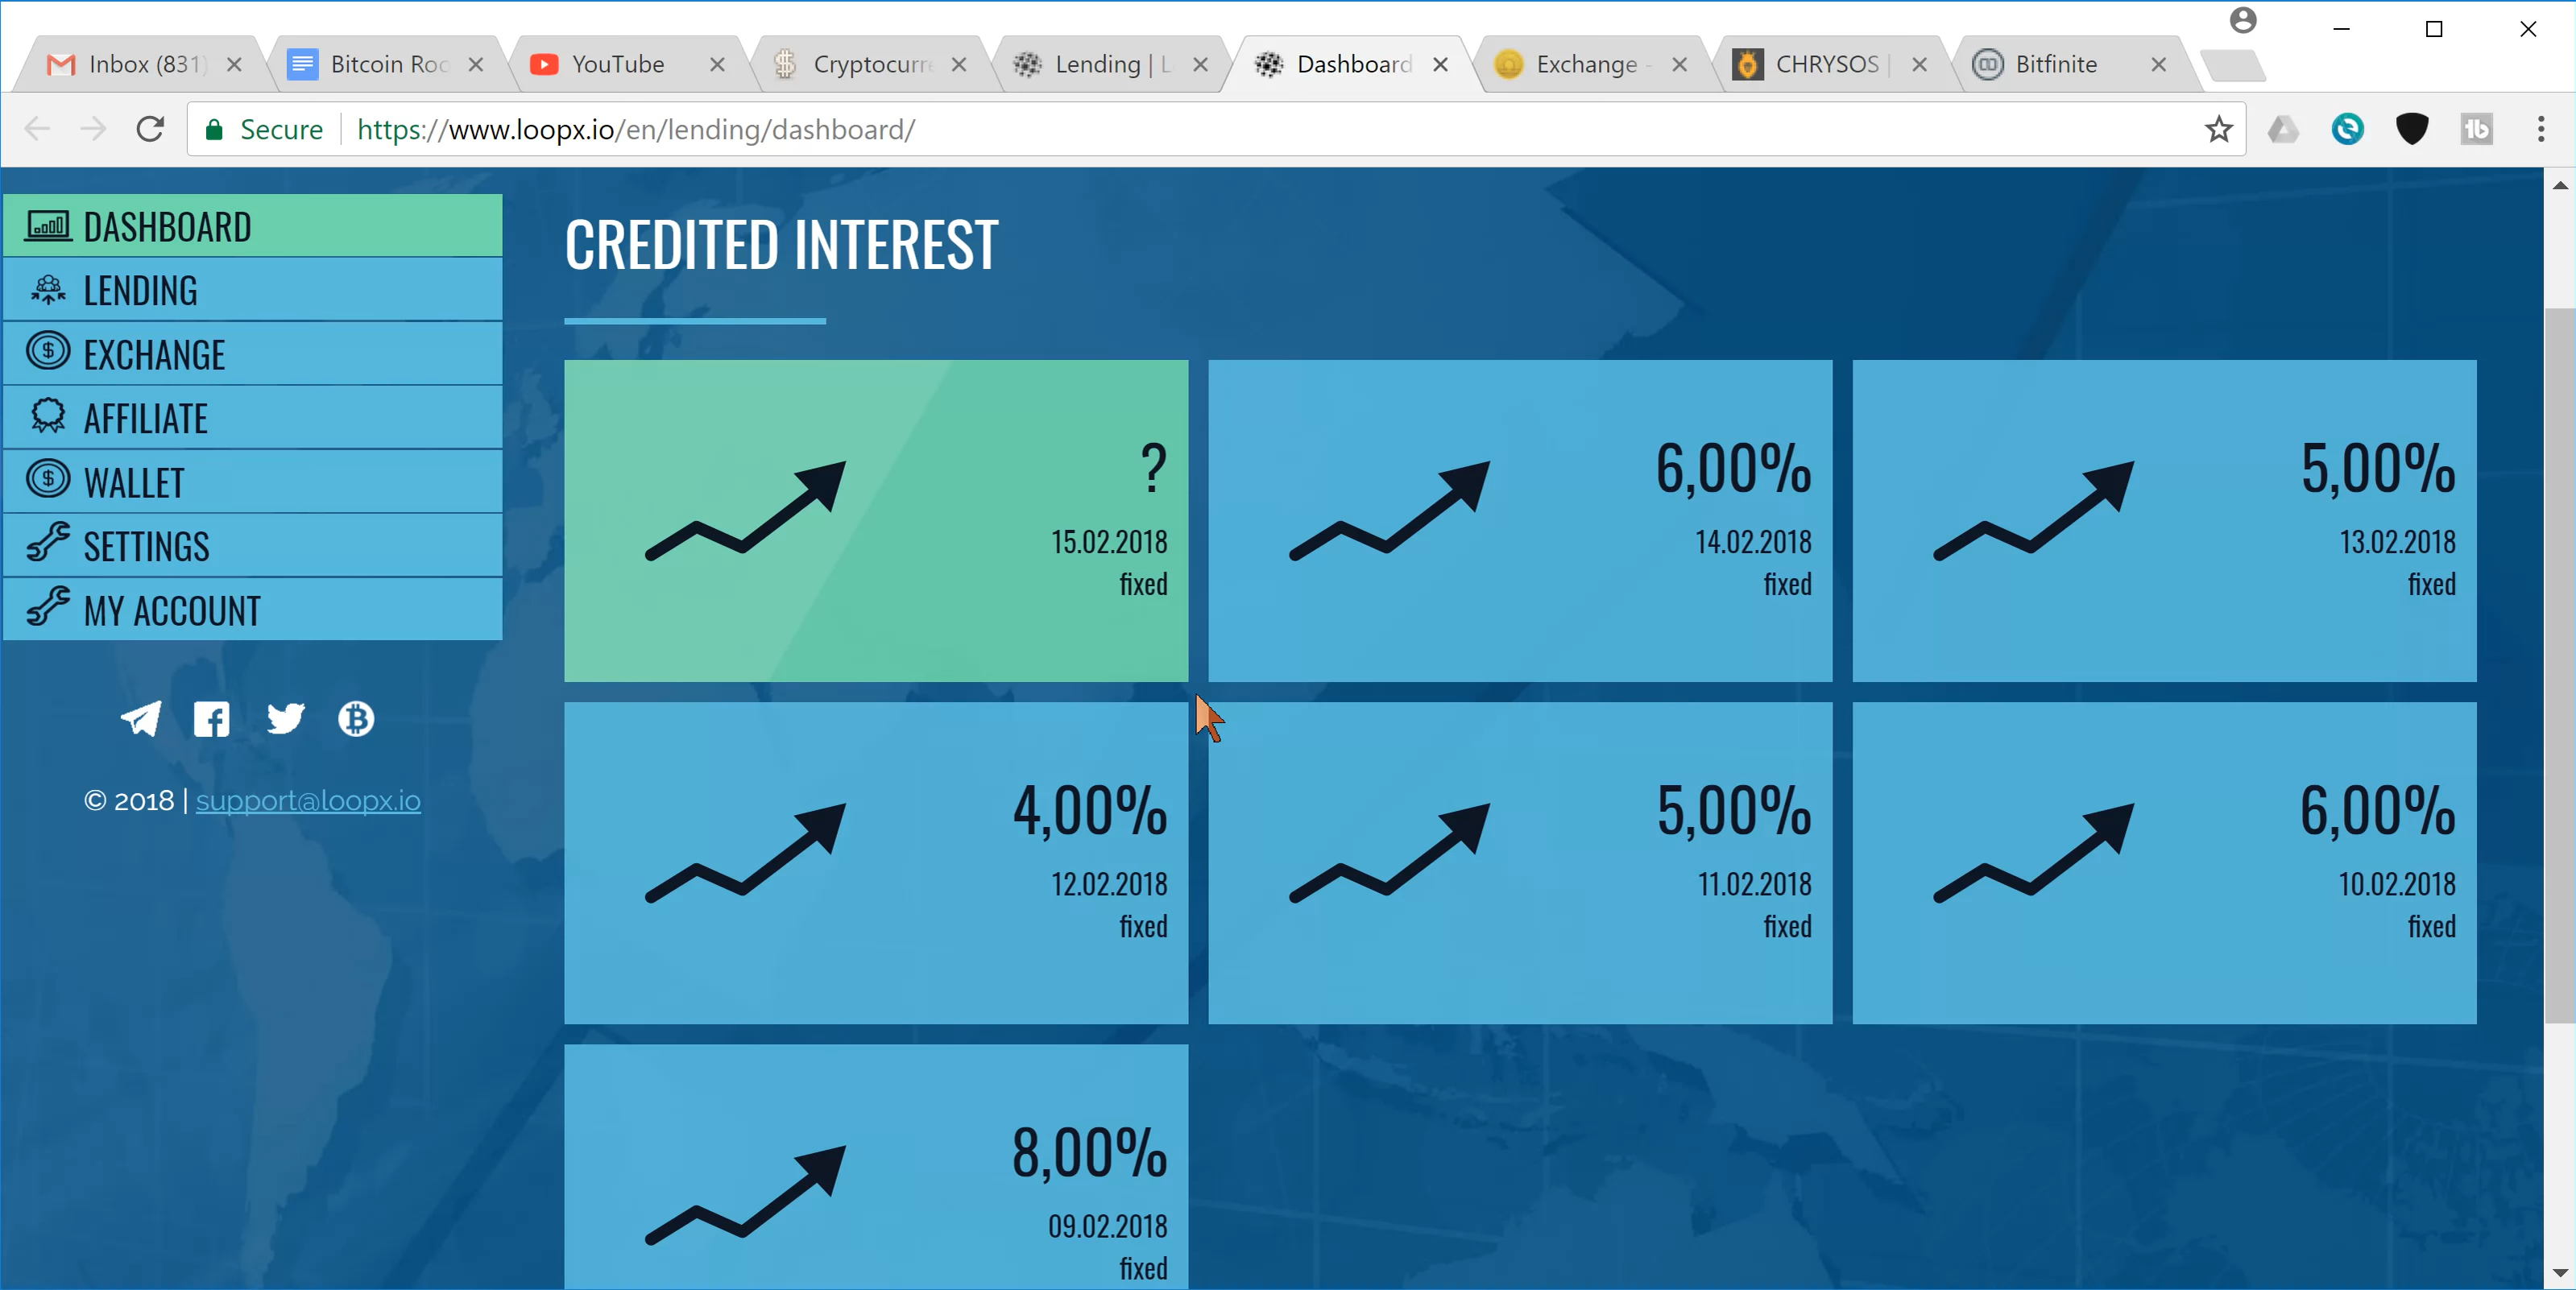 Inbox (831)
Bitcoin Roc
YouTube
Cryptocurre
Lending | L
Dashboard
Exchange -
CHRYSOS |
Bitfinite
Secure
https://www.loopx.io/en/lending/dashboard/
DASHBOARD
LENDING
EXCHANGE
AFFILIATE
WALLET
SETTINGS
MY ACCOUNT
© 2018 | support@loopx.io
CREDITED INTEREST
?
15.02.2018
fixed
6,00%
14.02.2018
fixed
5,00%
13.02.2018
fixed
4,00%
12.02.2018
fixed
5,00%
11.02.2018
fixed
6,00%
10.02.2018
fixed
8,00%
09.02.2018
fixed